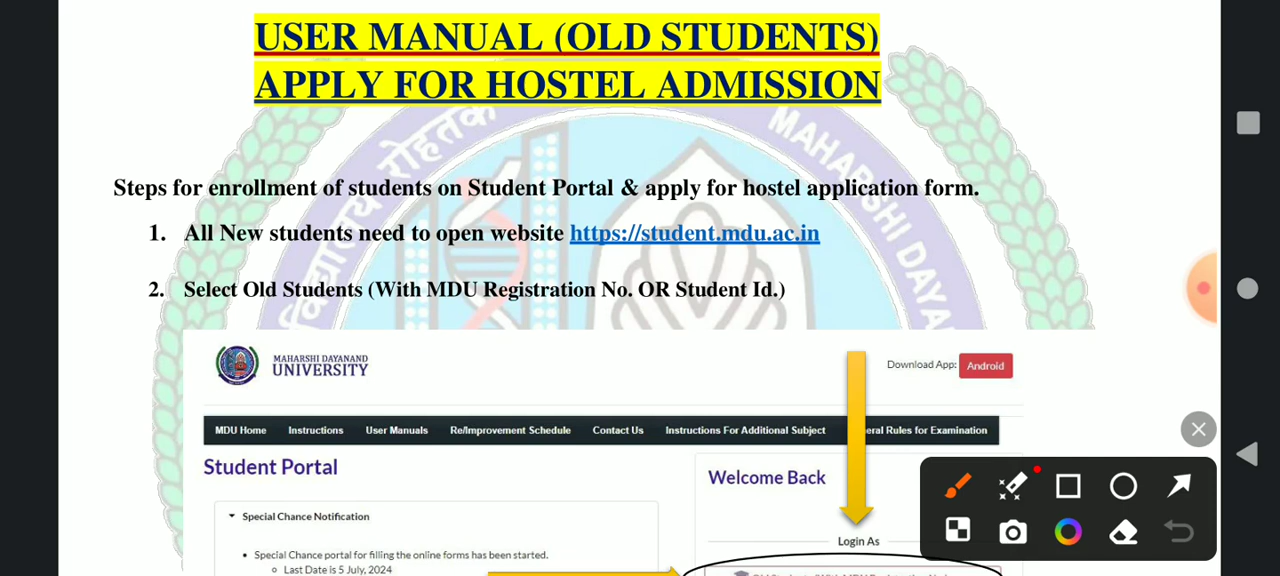 USER MANUAL (OLD STUDENTS)
APPLY FOR HOSTEL ADMISSION
विद्यालय रोहतक
MAHARSHI DAYA
Steps for enrollment of students on Student Portal & apply for hostel application form.
1. All New students need to open website https://student.mdu.ac.in
2. Select Old Students (With MDU Registration No. OR Student Id.)
MAHARSHI DAYANAND
UNIVERSITY
Download App: Android
MDU Home Instructions User Manuals Re/Improvement Schedule Contact Us Instructions For Additional Subject eral Rules for Examination
Student Portal
Welcome Back
Special Chance Notification
Login As
Special Chance portal for filling the online forms has been started.
Last Date is 5 July, 2024